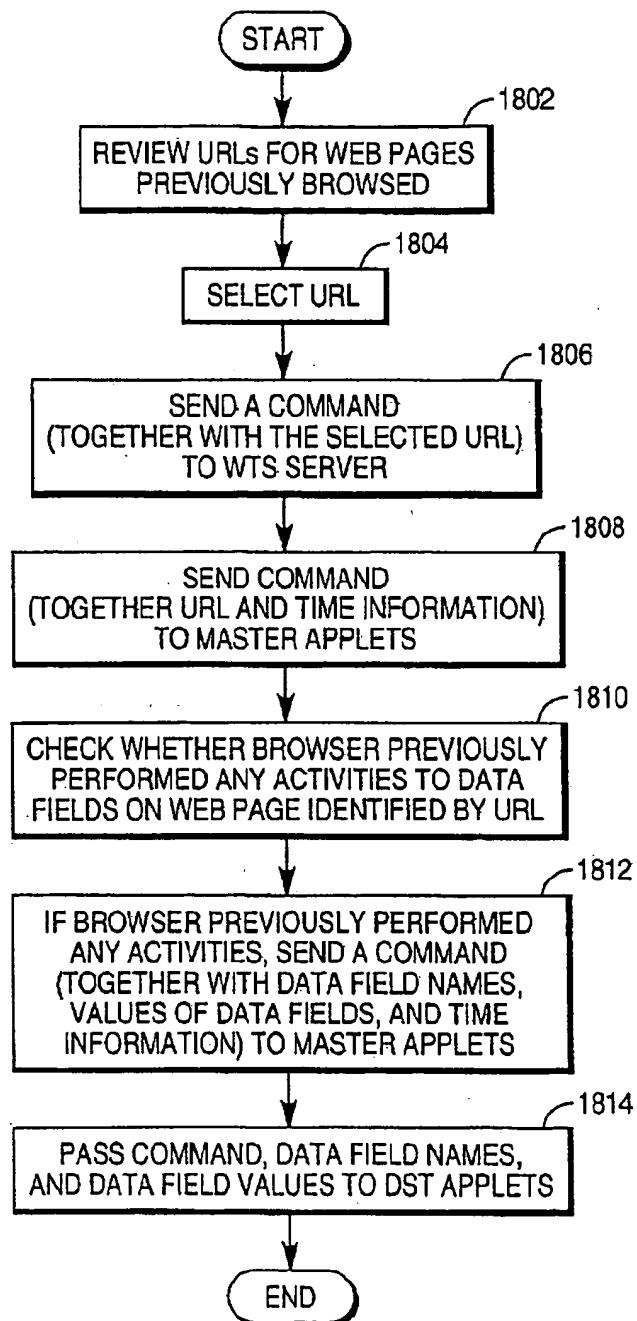 START
1802
REVIEW URLs FOR WEB PAGES
PREVIOUSLY BROWSED
1804
SELECT URL
1806
SEND A COMMAND
(TOGETHER WITH THE SELECTED URL)
TO WTS SERVER
1808
SEND COMMAND
(TOGETHER URL AND TIME INFORMATION)
TO MASTER APPLETS
1810
CHECK WHETHER BROWSER PREVIOUSLY
PERFORMED ANY ACTIVITIES TO DATA
FIELDS ON WEB PAGE IDENTIFIED BY URL
1812
IF BROWSER PREVIOUSLY PERFORMED
ANY ACTIVITIES, SEND A COMMAND
(TOGETHER WITH DATA FIELD NAMES,
VALUES OF DATA FIELDS, AND TIME
INFORMATION) TO MASTER APPLETS
1814
PASS COMMAND, DATA FIELD NAMES,
AND DATA FIELD VALUES TO DST APPLETS
END